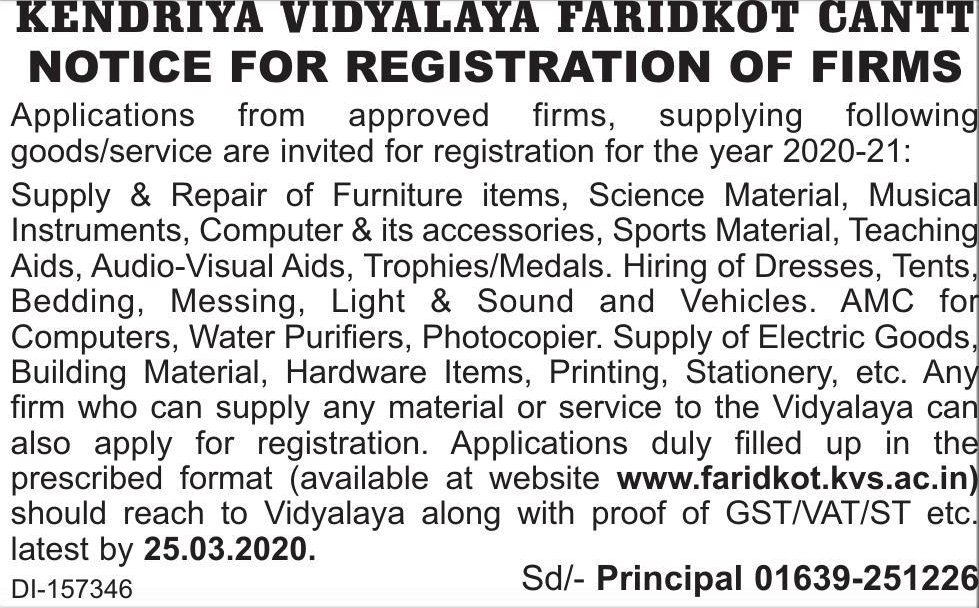 KENDRIYA VIDYALAYA FARIDKOT CANTT
NOTICE FOR REGISTRATION OF FIRMS
Applications from approved firms, supplying following
goods/service are invited for registration for the year 2020-21:
Supply & Repair of Furniture items, Science Material, Musical
Instruments, Computer & its accessories, Sports Material, Teaching
Aids, Audio-Visual Aids, Trophies/Medals. Hiring of Dresses, Tents,
Bedding, Messing, Light & Sound and Vehicles. AMC for
Computers, Water Purifiers, Photocopier. Supply of Electric Goods,
Building Material, Hardware Items, Printing, Stationery, etc. Any
firm who can supply any material or service to the Vidyalaya can
also apply for registration. Applications duly filled up in the
prescribed format (available at website www.faridkot.kvs.ac.in)
should reach to Vidyalaya along with proof of GST/VAT/ST etc.
latest by 25.03.2020.
DI-157346 Sd/- Principal 01639-251226